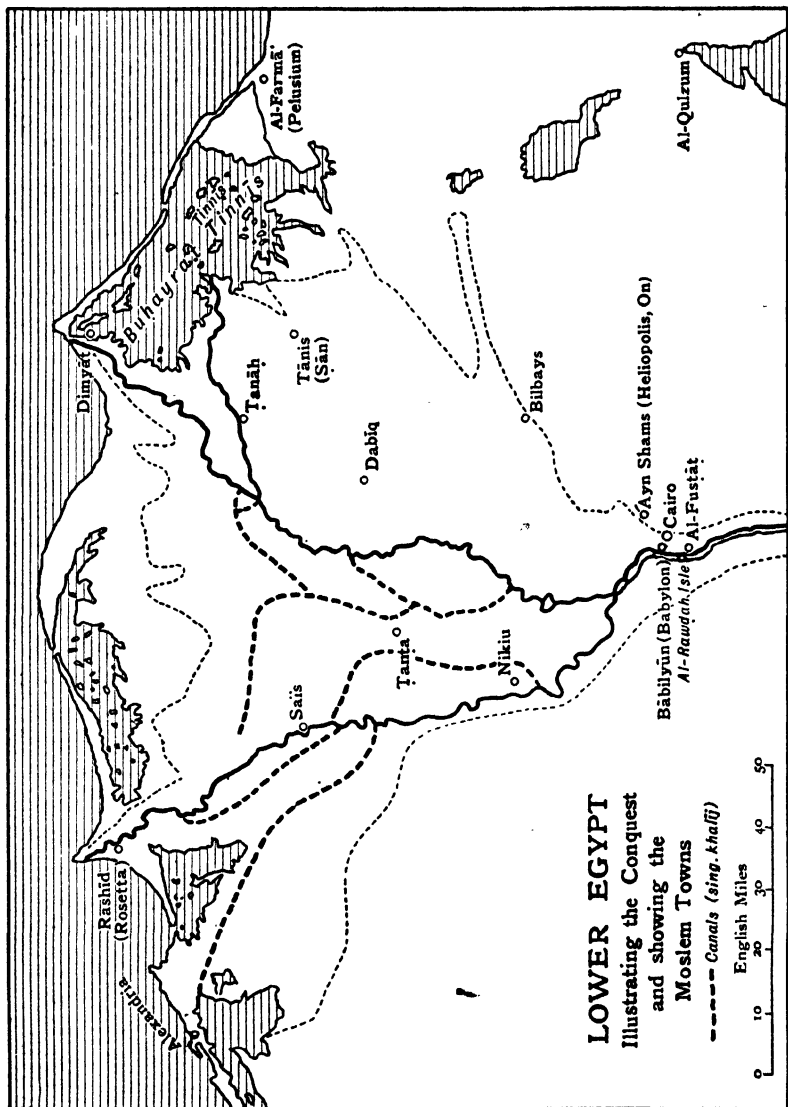 Al-Farmā
(Pelusium)
Tinnīs
Buḥayrat Tinnīs
Dimyāṭ
Tanāḥ
Tānis
(Ṣān)
Dabīq
Bilbays
Al-Qulzum
Ayn Shams (Heliopolis, On)
Cairo
Al-Fusṭāṭ
Bābilyūn (Babylon)
Al-Rawḍah Isle
Ṭanṭa
Nikiu
Saïs
Rashīd
(Rosetta)
Alexandria
LOWER EGYPT
Illustrating the Conquest
and showing the
Moslem Towns
Canals (sing. khalīj)
English Miles
0 10 20 30 40 50